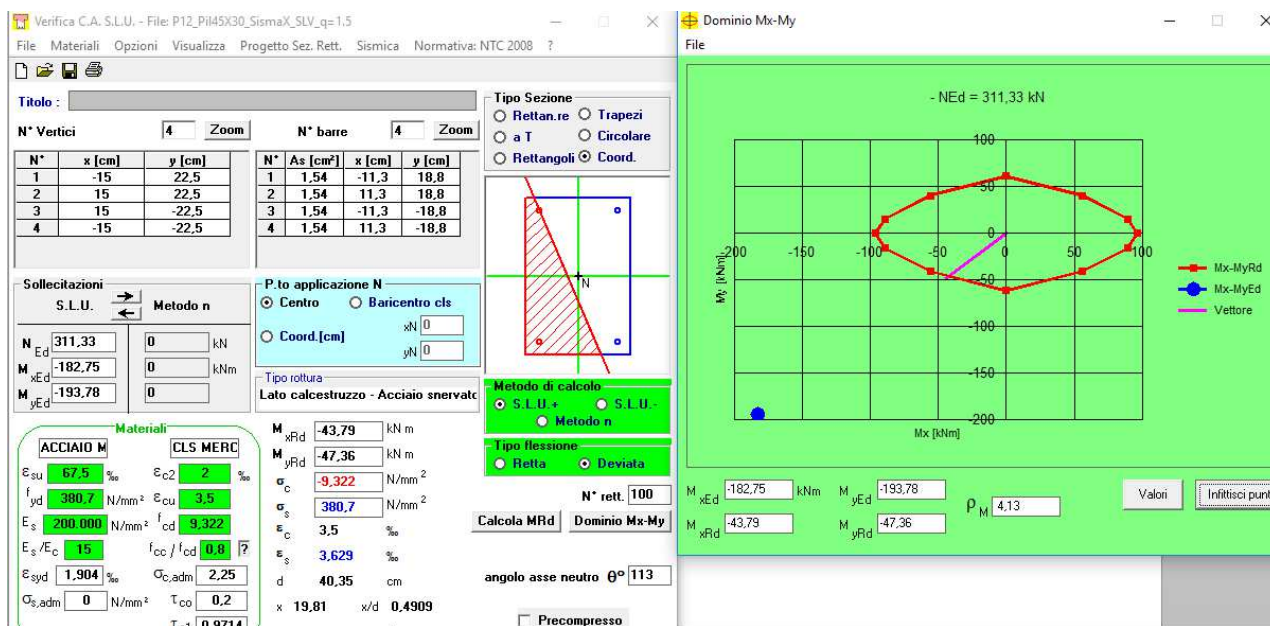 Verifica C.A. S.L.U. - File: P12_Pil45X30_SismaX_SLV_q=1.5
File Materiali Opzioni Visualizza Progetto Sez. Rett. Sismica Normativa: NTC 2008 ?
Titolo :
N° Vertici 4 Zoom N° barre 4 Zoom
N° x [cm] y [cm]
1 -15 22,5
2 15 22,5
3 15 -22,5
4 -15 -22,5
N° As [cm²] x [cm] y [cm]
1 1,54 -11,3 18,8
2 1,54 11,3 18,8
3 1,54 -11,3 -18,8
4 1,54 11,3 -18,8
Tipo Sezione
Rettan.re Trapezi
a T Circolare
Rettangoli Coord.
N
Sollecitazioni
S.L.U. Metodo n
N Ed 311,33 0 kN
M xEd -182,75 0 kNm
M yEd -193,78 0
P.to applicazione N
Centro Baricentro cls
Coord.[cm]
xN 0
yN 0
Tipo rottura
Lato calcestruzzo - Acciaio snervato
Metodo di calcolo
S.L.U.+ S.L.U.-
Metodo n
Tipo flessione
Retta Deviata
N° rett. 100
Calcola MRd Dominio Mx-My
angolo asse neutro θ° 113
Precompresso
Materiali
ACCIAIO M CLS MERC
εsu 67,5 ‰ εc2 2 ‰
fyd 380,7 N/mm² εcu 3,5
Es 200.000 N/mm² fcd 9,322
Es /Ec 15 fcc / fcd 0,8 ?
εsyd 1,904 ‰ σc,adm 2,25
σs,adm 0 N/mm² τco 0,2
0,9714
M xRd -43,79 kN m
M yRd -47,36 kN m
σc -9,322 N/mm²
σs 380,7 N/mm²
εc 3,5 ‰
εs 3,629 ‰
d 40,35 cm
x 19,81 x/d 0,4909
Dominio Mx-My
File
- NEd = 311,33 kN
100
50
0
-50
-100
-150
-200
-200 -150 -100 -50 0 50 100
My [kNm]
Mx [kNm]
Mx-MyRd
Mx-MyEd
Vettore
M xEd -182,75 kNm M yEd -193,78
M xRd -43,79 M yRd -47,36
ρM 4,13
Valori
Infittisci punt